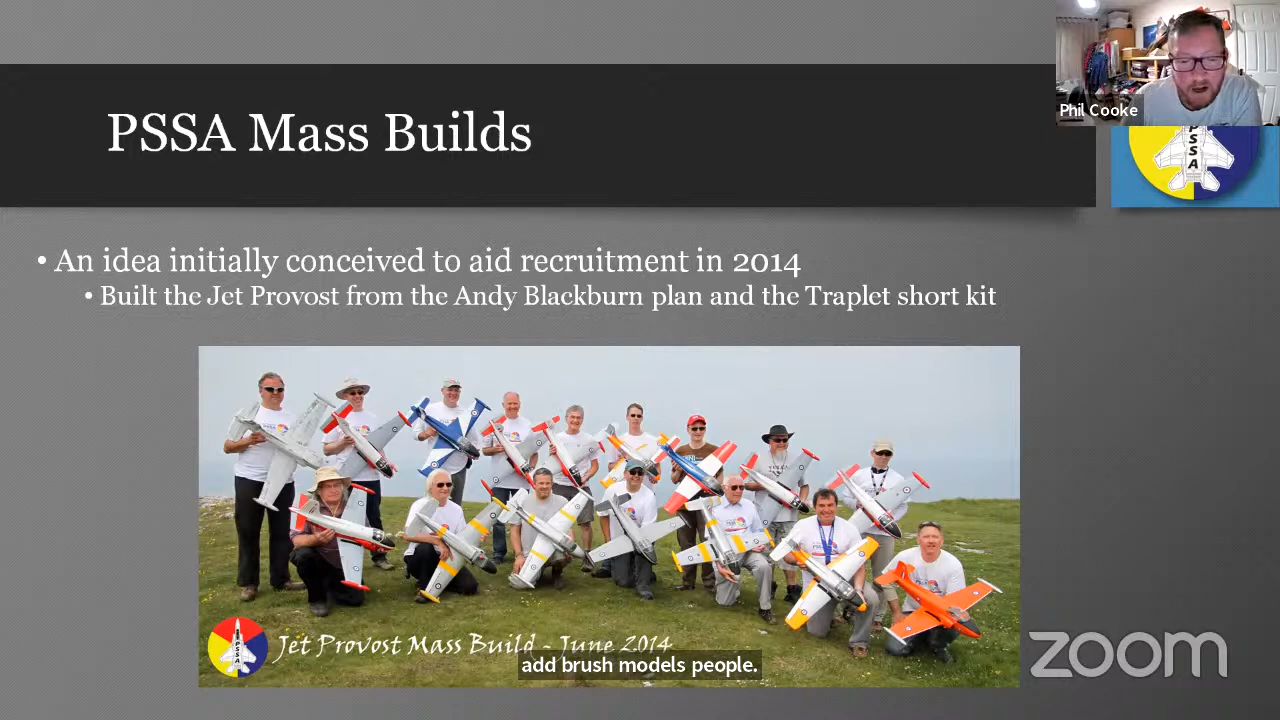 Phil Cooke
PSSA Mass Builds
PSSA
• An idea initially conceived to aid recruitment in 2014
• Built the Jet Provost from the Andy Blackburn plan and the Traplet short kit
PSSA
Jet Provost Mass Build - June 2014
add brush models people.
zoom